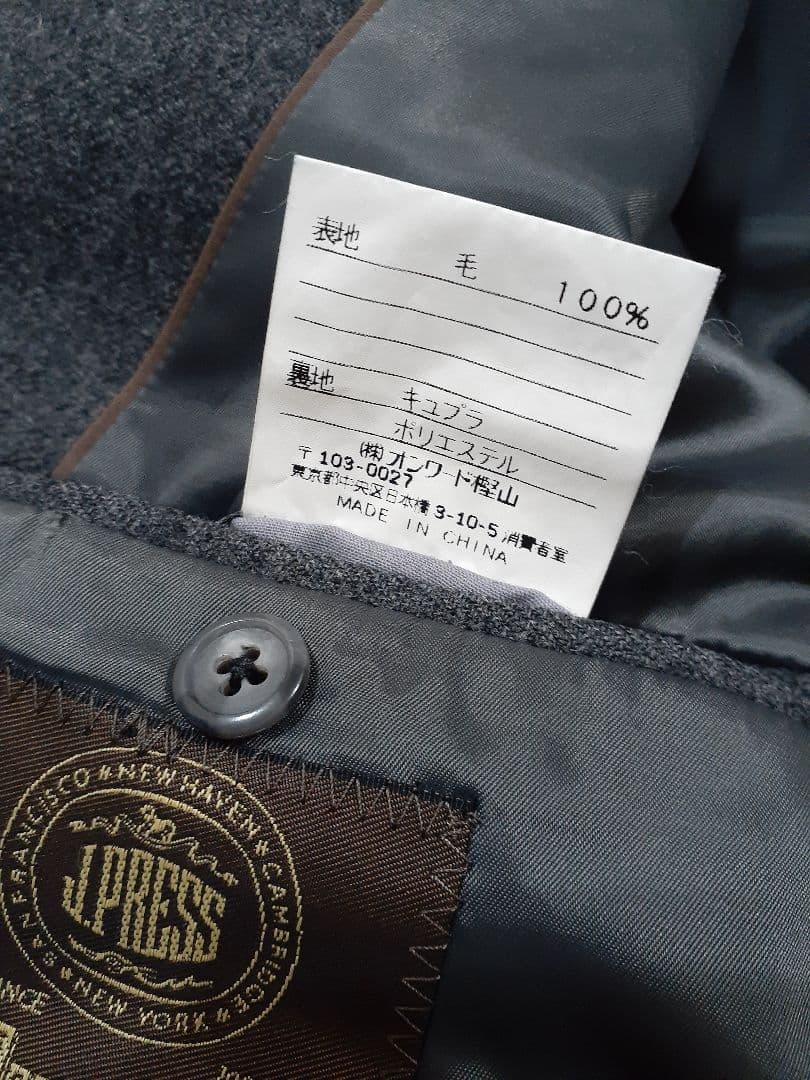 表地 毛 100%
裏地 キュプラ
ポリエステル
(株)オンワード樫山
〒103-0027
東京都中央区日本橋3-10-5 消費者室
MADE IN CHINA
SAN FRANCISCO * NEW HAVEN * CAMBRIDGE * NEW YORK *
J.PRESS